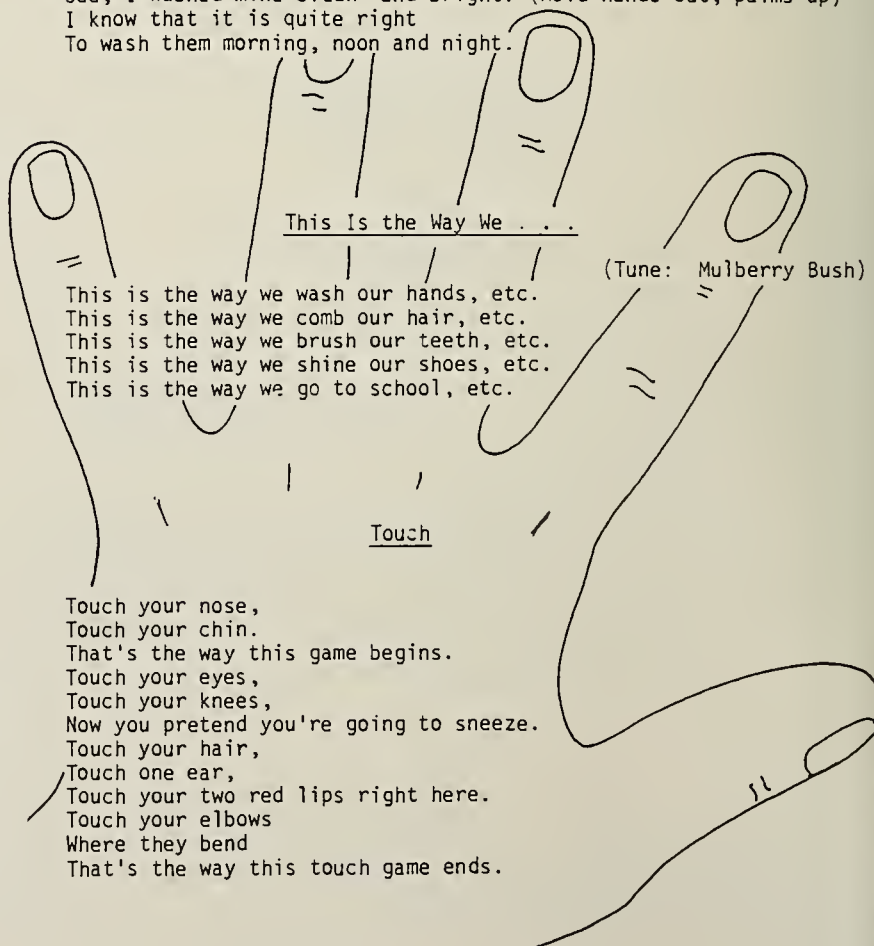 I know that it is quite right
To wash them morning, noon and night.
This Is the Way We . . .
(Tune: Mulberry Bush)
This is the way we wash our hands, etc.
This is the way we comb our hair, etc.
This is the way we brush our teeth, etc.
This is the way we shine our shoes, etc.
This is the way we go to school, etc.
Touch
Touch your nose,
Touch your chin.
That's the way this game begins.
Touch your eyes,
Touch your knees,
Now you pretend you're going to sneeze.
Touch your hair,
Touch one ear,
Touch your two red lips right here.
Touch your elbows
Where they bend
That's the way this touch game ends.